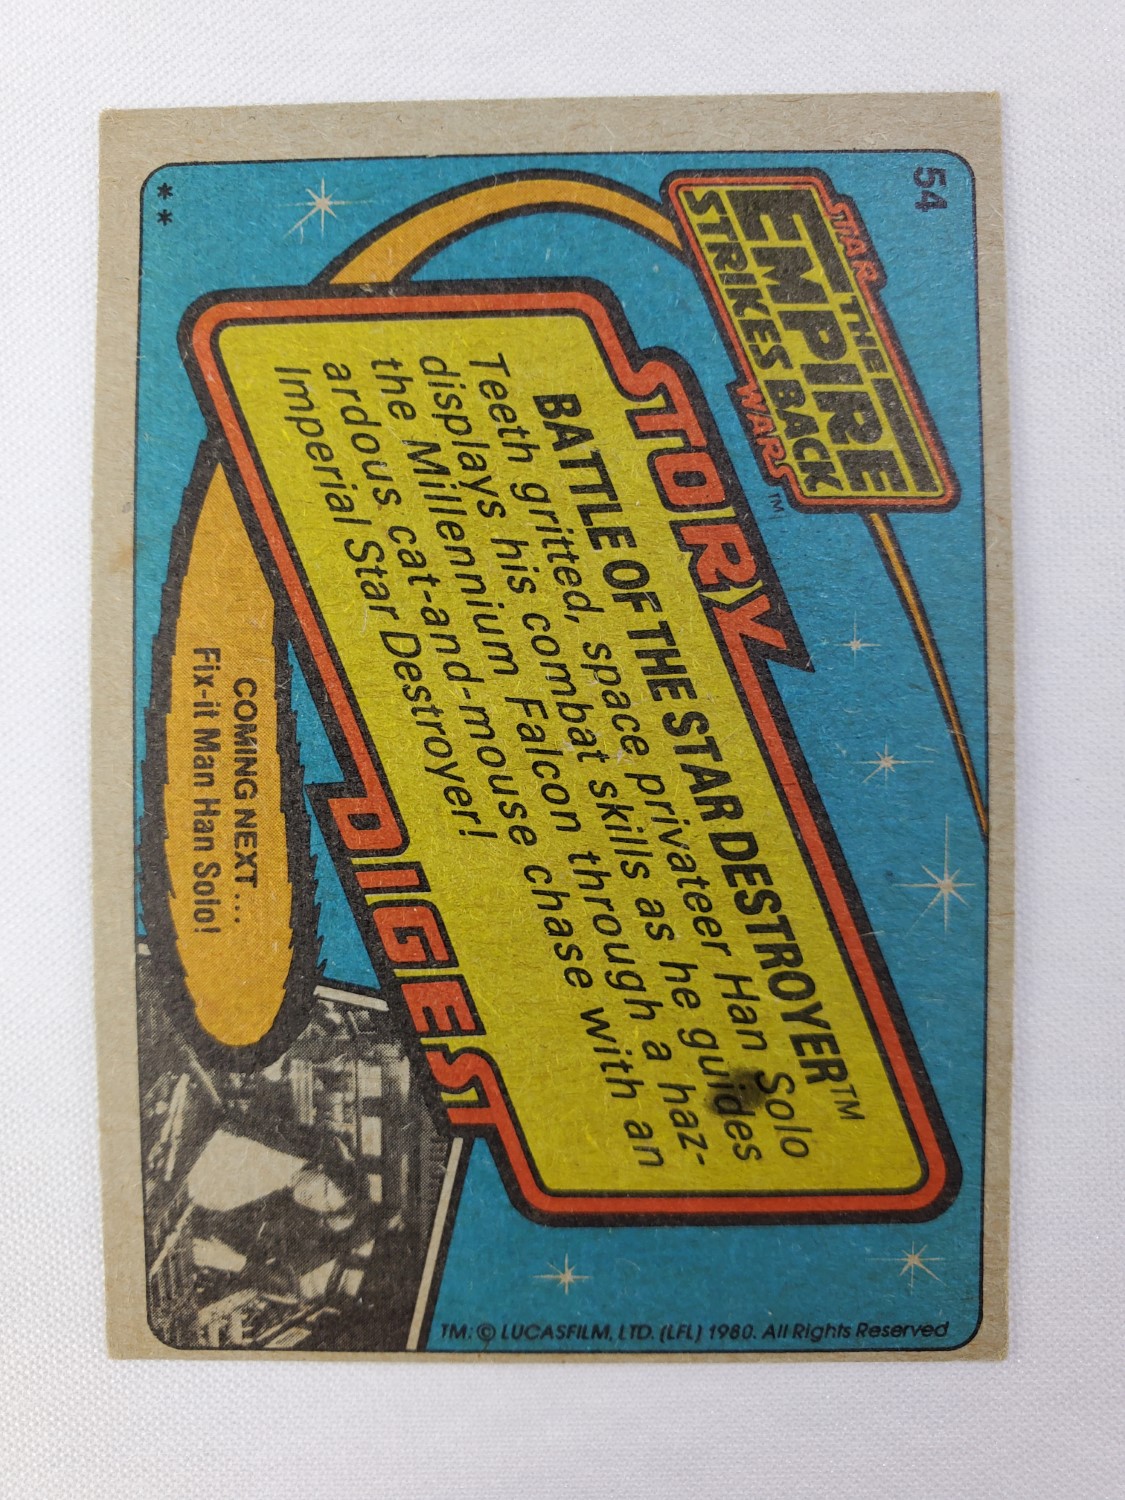 54
STAR
THE
EMPIRE
STRIKES BACK
WARS™
STORY
BATTLE OF THE STAR DESTROYER™
Teeth gritted, space privateer Han Solo
displays his combat skills as he guides
the Millennium Falcon through a haz-
ardous cat-and-mouse chase with an
Imperial Star Destroyer!
DIGEST
COMING NEXT...
Fix-it Man Han Solo!
TM: © LUCASFILM, LTD. (LFL) 1980. All Rights Reserved
**